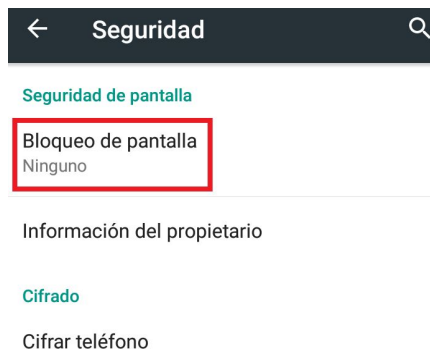 Seguridad
Seguridad de pantalla
Bloqueo de pantalla
Ninguno
Información del propietario
Cifrado
Cifrar teléfono